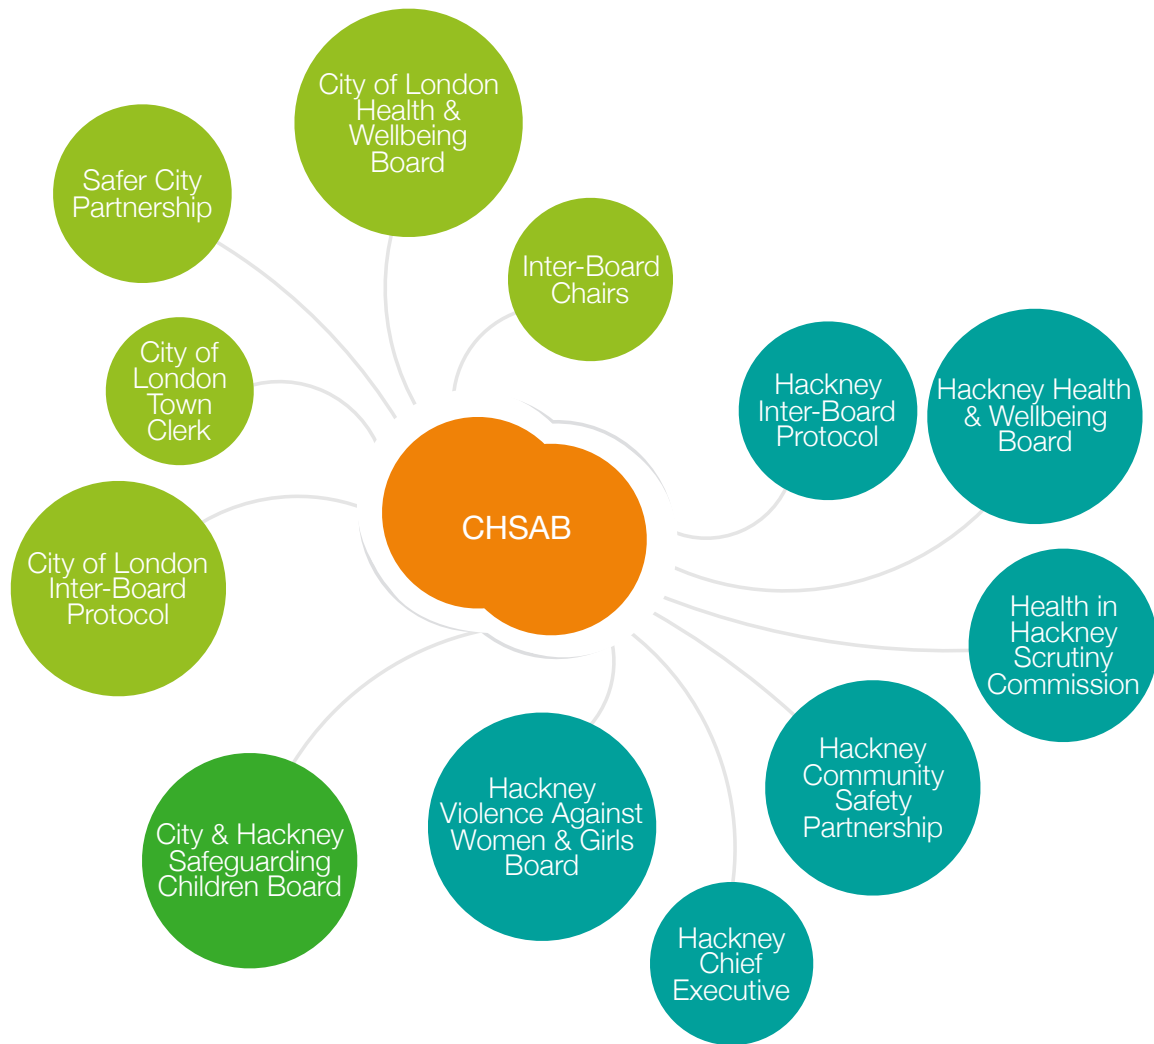 City of London
Health &
Wellbeing
Board
Safer City
Partnership
Inter-Board
Chairs
City of
London
Town
Clerk
Hackney
Inter-Board
Protocol
Hackney Health
& Wellbeing
Board
CHSAB
City of London
Inter-Board
Protocol
Health in
Hackney
Scrutiny
Commission
Hackney
Community
Safety
Partnership
Hackney
Violence Against
Women & Girls
Board
City & Hackney
Safeguarding
Children Board
Hackney
Chief
Executive